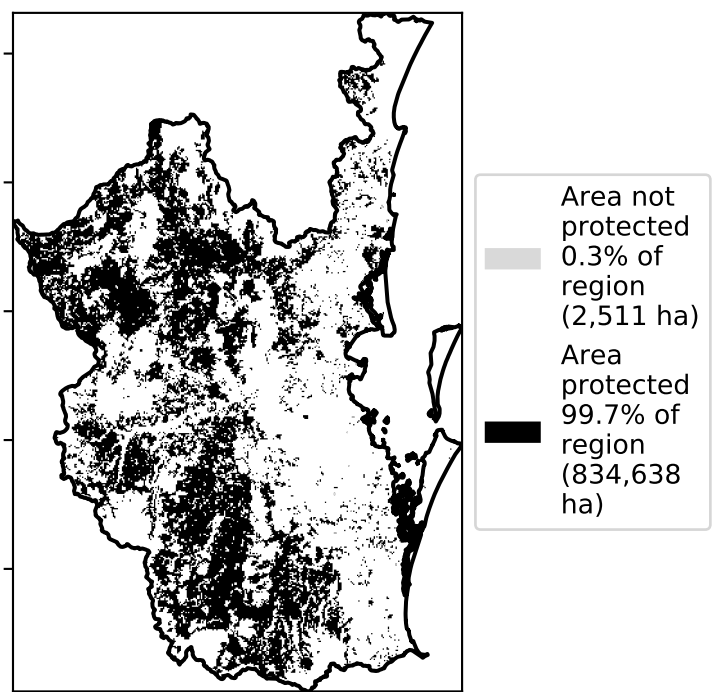 Area not
protected
0.3% of
region
(2,511 ha)
Area
protected
99.7% of
region
(834,638
ha)